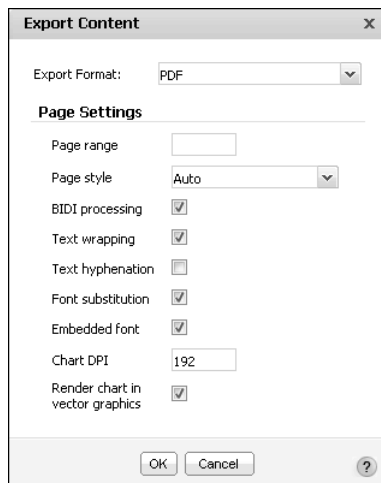 Export Content x
Export Format: PDF
Page Settings
Page range
Page style Auto
BIDI processing
Text wrapping
Text hyphenation
Font substitution
Embedded font
Chart DPI 192
Render chart in
vector graphics
OK Cancel ?